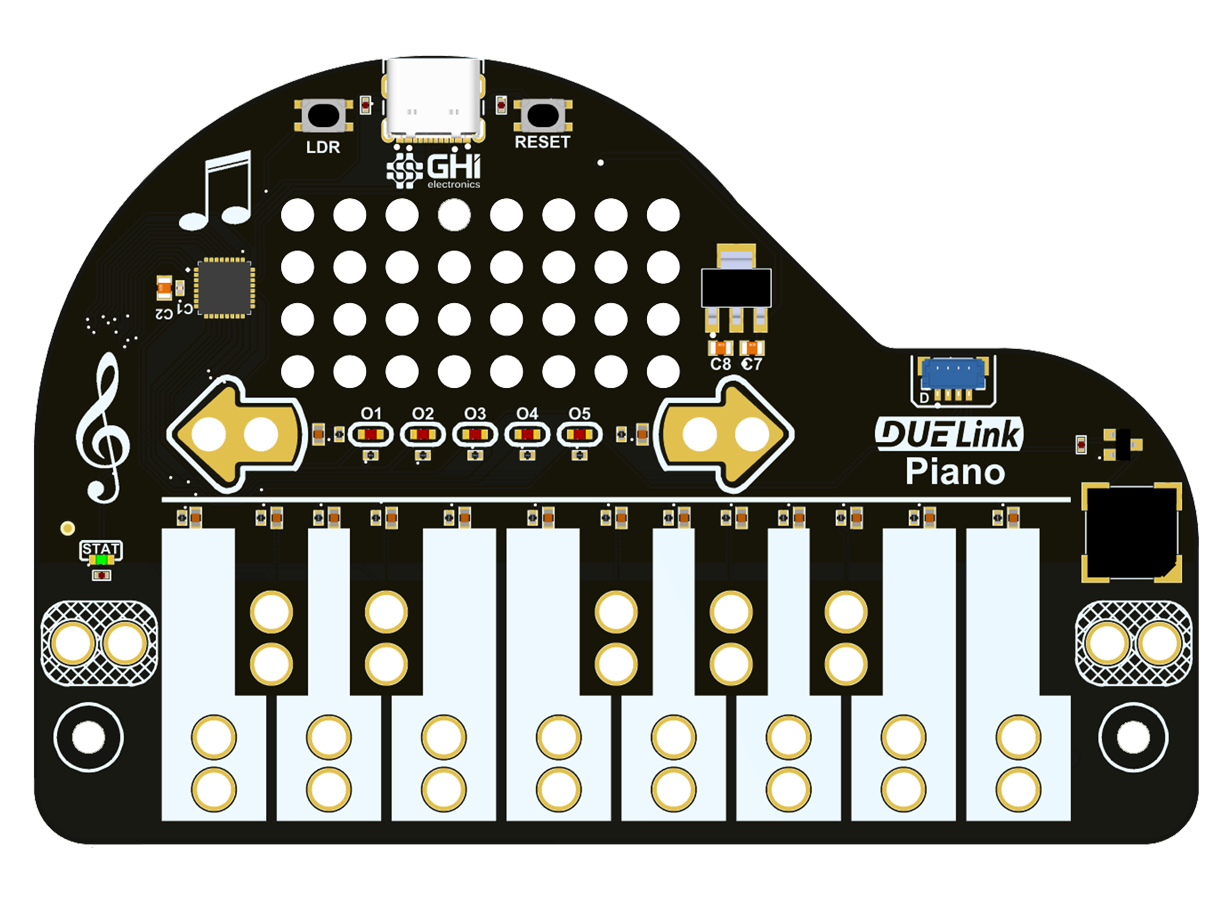 LDR
RESET
GHI
electronics
C2
C1
C8
C7
D
O1
O2
O3
O4
O5
DUELink
Piano
STAT